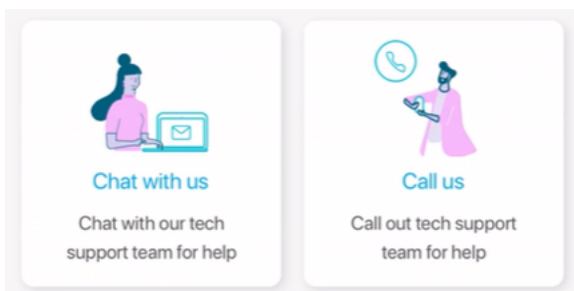 Chat with us
Chat with our tech
support team for help
Call us
Call out tech support
team for help